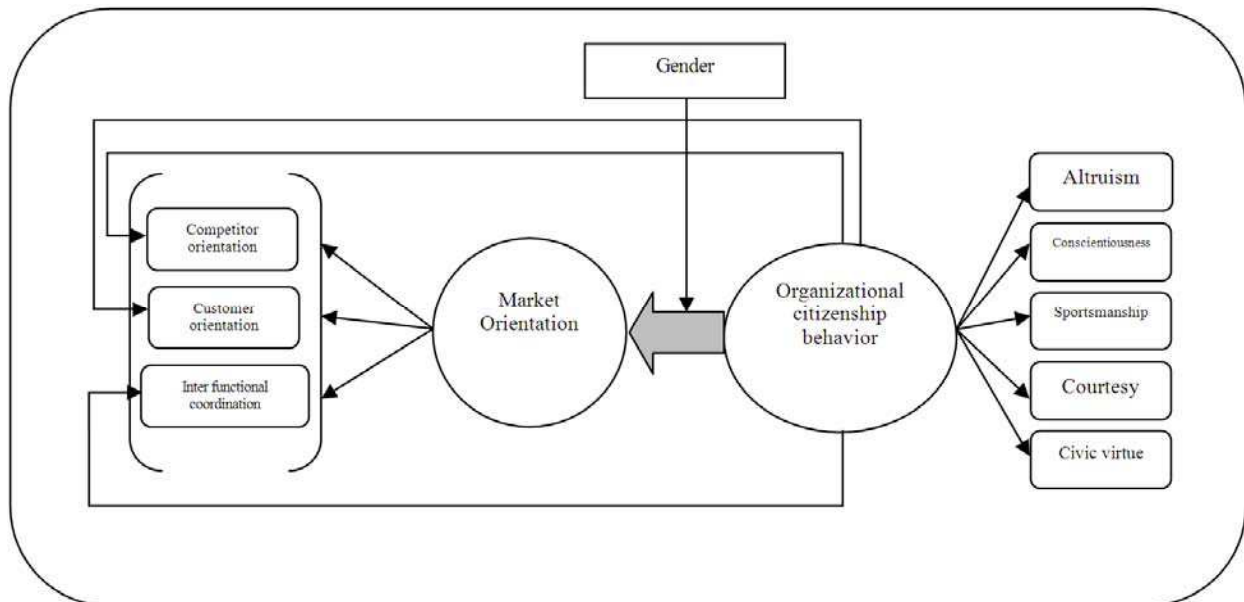 Gender
Competitor
orientation
Customer
orientation
Inter functional
coordination
Market
Orientation
Organizational
citizenship
behavior
Altruism
Conscientiousness
Sportsmanship
Courtesy
Civic virtue